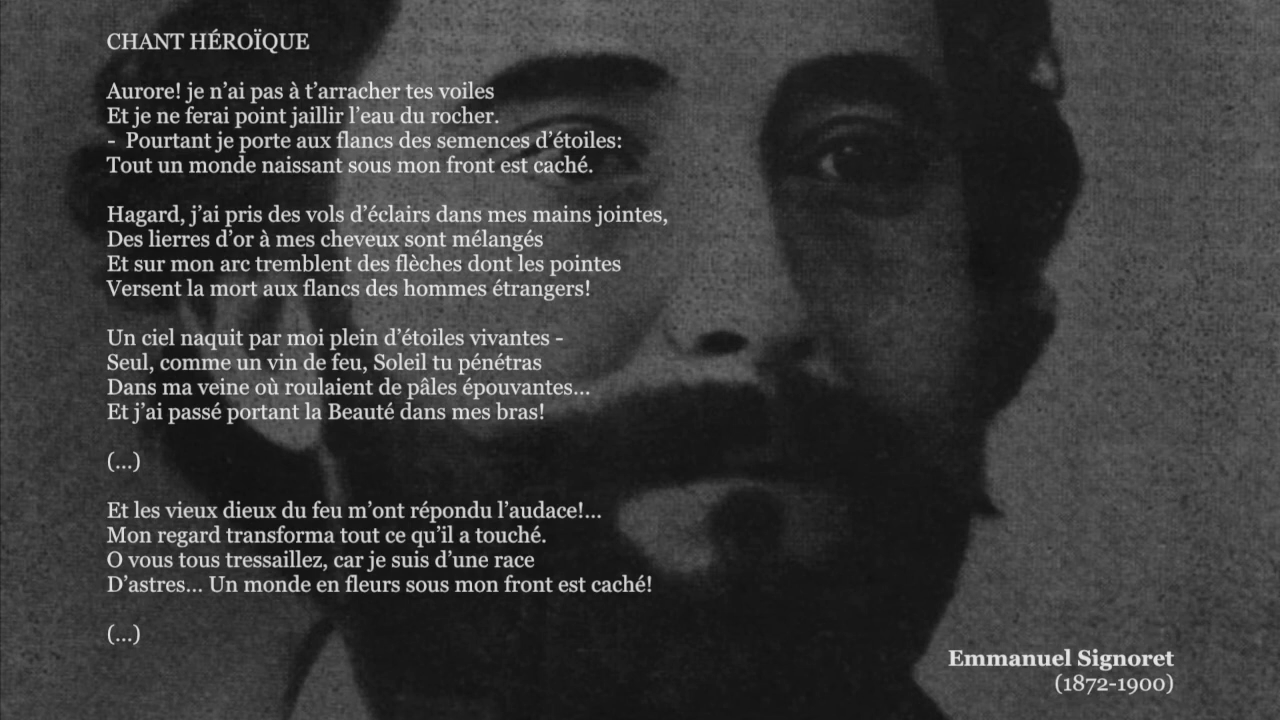 CHANT HÉROÏQUE
Aurore! je n’ai pas à t’arracher tes voiles
Et je ne ferai point jaillir l’eau du rocher.
- Pourtant je porte aux flancs des semences d’étoiles:
Tout un monde naissant sous mon front est caché.
Hagard, j’ai pris des vols d’éclairs dans mes mains jointes,
Des lierres d’or à mes cheveux sont mélangés
Et sur mon arc tremblent des flèches dont les pointes
Versent la mort aux flancs des hommes étrangers!
Un ciel naquit par moi plein d’étoiles vivantes -
Seul, comme un vin de feu, Soleil tu pénétras
Dans ma veine où roulaient de pâles épouvantes...
Et j’ai passé portant la Beauté dans mes bras!
(...)
Et les vieux dieux du feu m’ont répondu l’audace!...
Mon regard transforma tout ce qu’il a touché.
O vous tous tressaillez, car je suis d’une race
D’astres... Un monde en fleurs sous mon front est caché!
(...)
Emmanuel Signoret
(1872-1900)